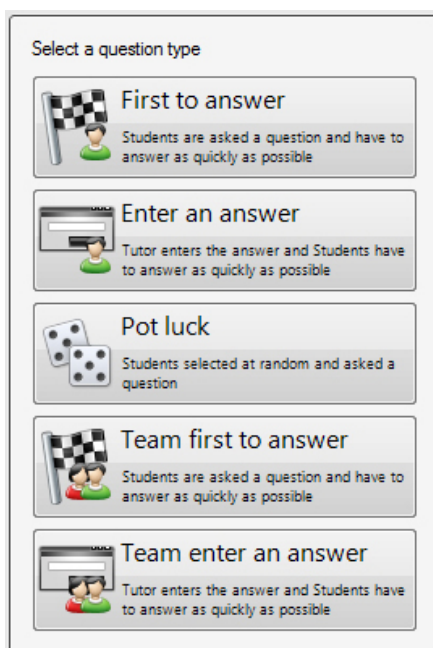 Select a question type
First to answer
Students are asked a question and have to
answer as quickly as possible
Enter an answer
Tutor enters the answer and Students have
to answer as quickly as possible
Pot luck
Students selected at random and asked a
question
Team first to answer
Students are asked a question and have to
answer as quickly as possible
Team enter an answer
Tutor enters the answer and Students have
to answer as quickly as possible